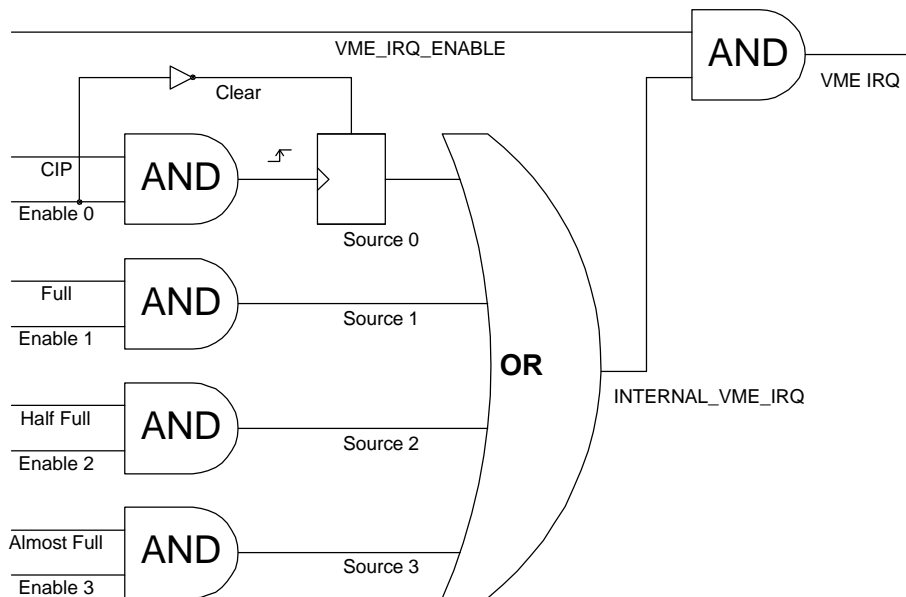 VME_IRQ_ENABLE
AND
VME IRQ
Clear
CIP
AND
Enable 0
Source 0
Full
AND
Enable 1
Source 1
OR
INTERNAL_VME_IRQ
Half Full
AND
Enable 2
Source 2
Almost Full
AND
Enable 3
Source 3